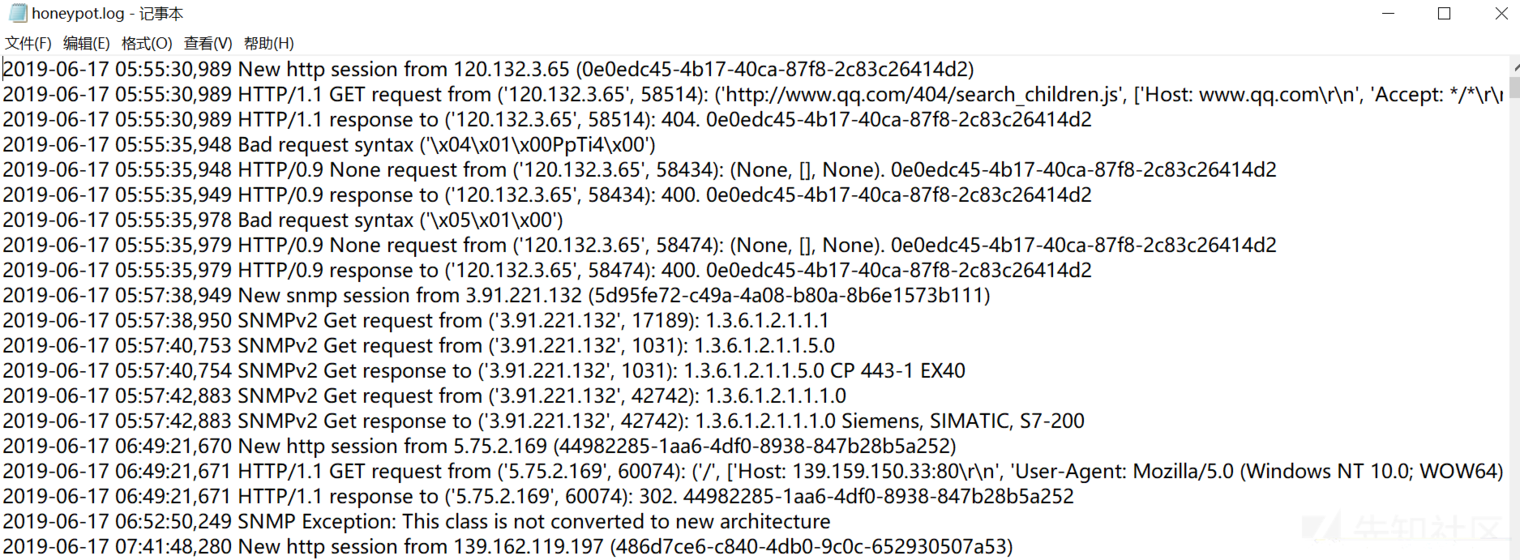 honeypot.log - 记事本
文件(F) 编辑(E) 格式(O) 查看(V) 帮助(H)
2019-06-17 05:55:30,989 New http session from 120.132.3.65 (0e0edc45-4b17-40ca-87f8-2c83c26414d2)
2019-06-17 05:55:30,989 HTTP/1.1 GET request from ('120.132.3.65', 58514): ('http://www.qq.com/404/search_children.js', ['Host: www.qq.com\r\n', 'Accept: */*\r\r
2019-06-17 05:55:30,989 HTTP/1.1 response to ('120.132.3.65', 58514): 404. 0e0edc45-4b17-40ca-87f8-2c83c26414d2
2019-06-17 05:55:35,948 Bad request syntax ('\x04\x01\x00PpTi4\x00')
2019-06-17 05:55:35,948 HTTP/0.9 None request from ('120.132.3.65', 58434): (None, [], None). 0e0edc45-4b17-40ca-87f8-2c83c26414d2
2019-06-17 05:55:35,949 HTTP/0.9 response to ('120.132.3.65', 58434): 400. 0e0edc45-4b17-40ca-87f8-2c83c26414d2
2019-06-17 05:55:35,978 Bad request syntax ('\x05\x01\x00')
2019-06-17 05:55:35,979 HTTP/0.9 None request from ('120.132.3.65', 58474): (None, [], None). 0e0edc45-4b17-40ca-87f8-2c83c26414d2
2019-06-17 05:55:35,979 HTTP/0.9 response to ('120.132.3.65', 58474): 400. 0e0edc45-4b17-40ca-87f8-2c83c26414d2
2019-06-17 05:57:38,949 New snmp session from 3.91.221.132 (5d95fe72-c49a-4a08-b80a-8b6e1573b111)
2019-06-17 05:57:38,950 SNMPv2 Get request from ('3.91.221.132', 17189): 1.3.6.1.2.1.1.1
2019-06-17 05:57:40,753 SNMPv2 Get request from ('3.91.221.132', 1031): 1.3.6.1.2.1.1.5.0
2019-06-17 05:57:40,754 SNMPv2 Get response to ('3.91.221.132', 1031): 1.3.6.1.2.1.1.5.0 CP 443-1 EX40
2019-06-17 05:57:42,883 SNMPv2 Get request from ('3.91.221.132', 42742): 1.3.6.1.2.1.1.1.0
2019-06-17 05:57:42,883 SNMPv2 Get response to ('3.91.221.132', 42742): 1.3.6.1.2.1.1.1.0 Siemens, SIMATIC, S7-200
2019-06-17 06:49:21,670 New http session from 5.75.2.169 (44982285-1aa6-4df0-8938-847b28b5a252)
2019-06-17 06:49:21,671 HTTP/1.1 GET request from ('5.75.2.169', 60074): ('/', ['Host: 139.159.150.33:80\r\n', 'User-Agent: Mozilla/5.0 (Windows NT 10.0; WOW64)
2019-06-17 06:49:21,671 HTTP/1.1 response to ('5.75.2.169', 60074): 302. 44982285-1aa6-4df0-8938-847b28b5a252
2019-06-17 06:52:50,249 SNMP Exception: This class is not converted to new architecture
2019-06-17 07:41:48,280 New http session from 139.162.119.197 (486d7ce6-c840-4db0-9c0c-652930507a53)
先知社区